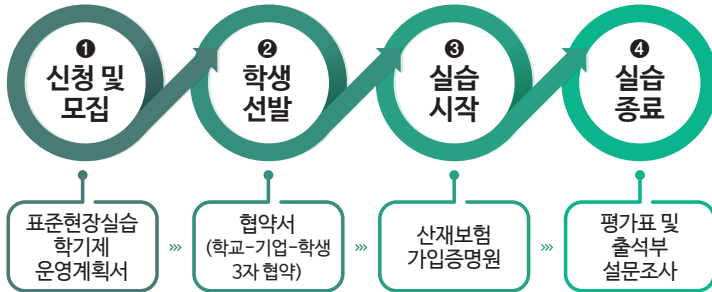 ❶
신청 및
모집
❷
학생
선발
❸
실습
시작
❹
실습
종료
표준현장실습
학기제
운영계획서
»»
협약서
(학교-기업-학생
3자 협약)
»»
산재보험
가입증명원
»»
평가표 및
출석부
설문조사